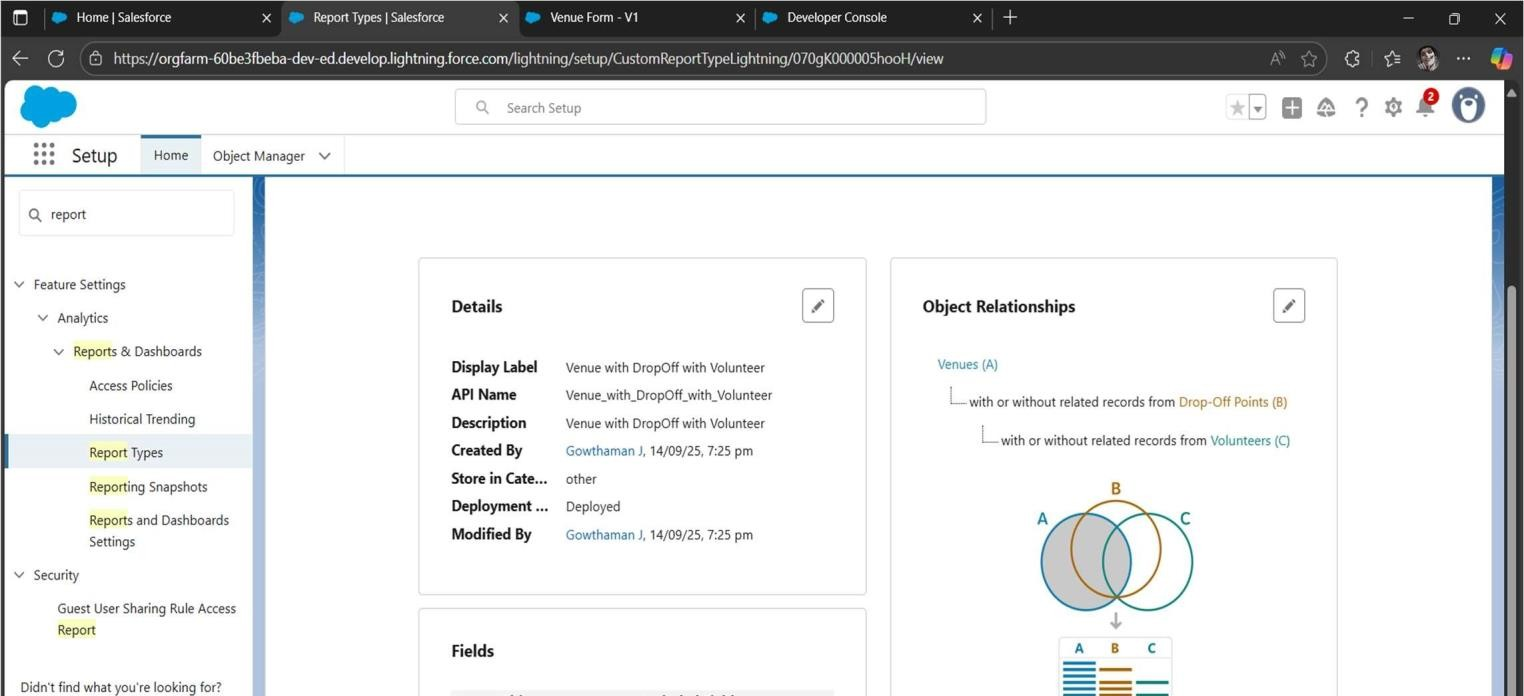 Home | Salesforce
Report Types | Salesforce
Venue Form - V1
Developer Console
https://orgfarm-60be3fbeba-dev-ed.develop.lightning.force.com/lightning/setup/CustomReportTypeLightning/070gK000005hooH/view
Search Setup
2
Setup
Home
Object Manager
report
Feature Settings
Analytics
Reports & Dashboards
Access Policies
Historical Trending
Report Types
Reporting Snapshots
Reports and Dashboards
Settings
Security
Guest User Sharing Rule Access
Report
Didn't find what you're looking for?
Details
Display Label Venue with DropOff with Volunteer
API Name Venue_with_DropOff_with_Volunteer
Description Venue with DropOff with Volunteer
Created By Gowthaman J, 14/09/25, 7:25 pm
Store in Cate... other
Deployment ... Deployed
Modified By Gowthaman J, 14/09/25, 7:25 pm
Fields
Object Relationships
Venues (A)
with or without related records from Drop-Off Points (B)
with or without related records from Volunteers (C)
B
A C
A B C